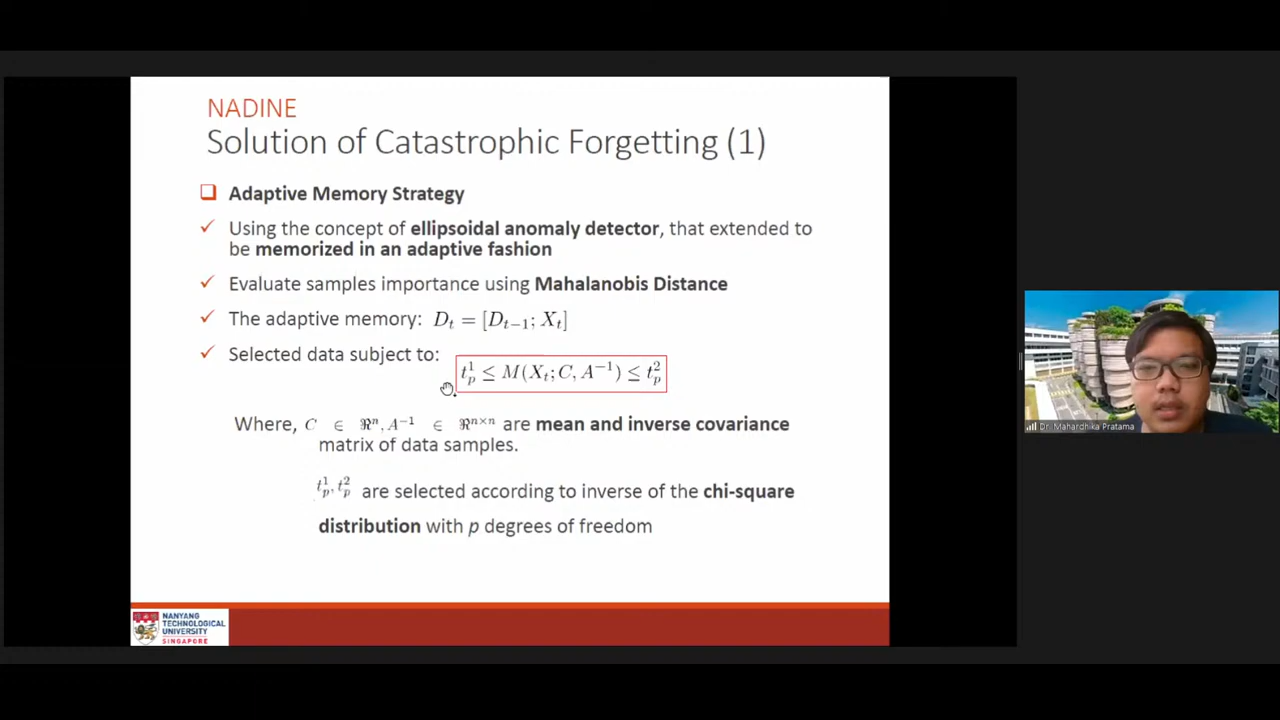 NADINE
Solution of Catastrophic Forgetting (1)
❑ Adaptive Memory Strategy
✓ Using the concept of ellipsoidal anomaly detector, that extended to
be memorized in an adaptive fashion
✓ Evaluate samples importance using Mahalanobis Distance
✓ The adaptive memory: D_t = [D_{t−1}; X_t]
✓ Selected data subject to:
t_p^1 ≤ M(X_t; C, A^{−1}) ≤ t_p^2
Where, C ∈ ℜ^n, A^{−1} ∈ ℜ^{n×n} are mean and inverse covariance
matrix of data samples.
t_p^1, t_p^2 are selected according to inverse of the chi-square
distribution with p degrees of freedom
NANYANG
TECHNOLOGICAL
UNIVERSITY
SINGAPORE
Dr. Mahardhika Pratama